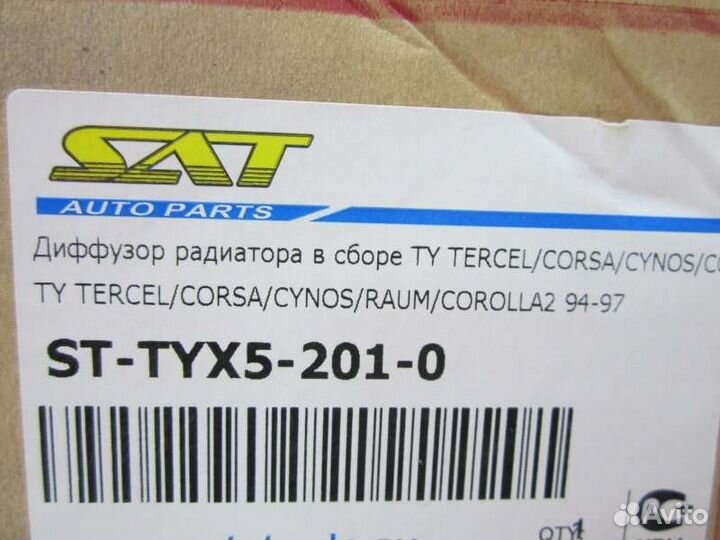 SAT
AUTO PARTS
Диффузор радиатора в сборе TY TERCEL/CORSA/CYNOS/
TY TERCEL/CORSA/CYNOS/RAUM/COROLLA2 94-97
ST-TYX5-201-0
QTY1
Avito